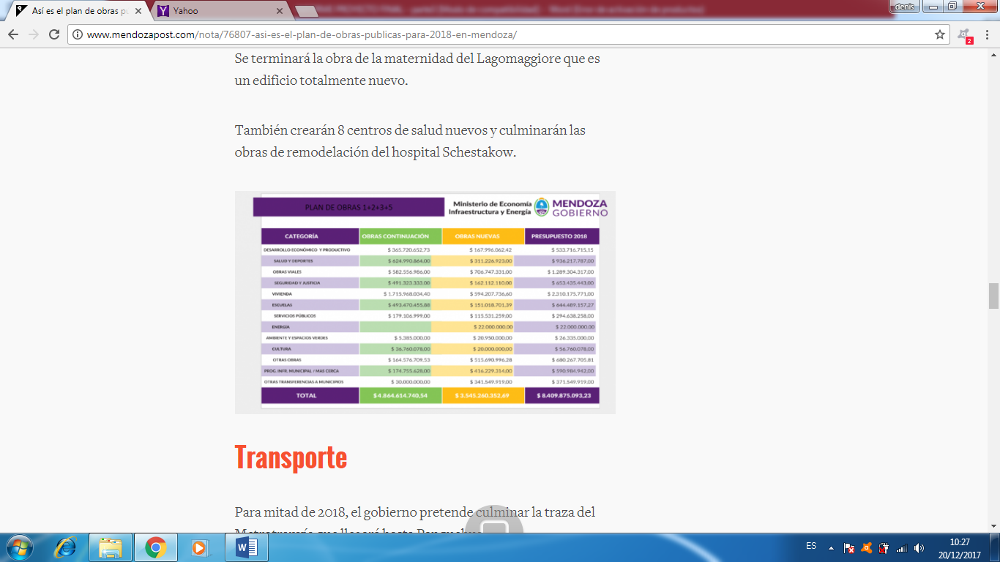 Así es el plan de obras pú
Yahoo
denis
www.mendozapost.com/nota/76807-asi-es-el-plan-de-obras-publicas-para-2018-en-mendoza/
2
Se terminará la obra de la maternidad del Lagomaggiore que es
un edificio totalmente nuevo.
También crearán 8 centros de salud nuevos y culminarán las
obras de remodelación del hospital Schestakow.
PLAN DE OBRAS 1+2+3+5
Ministerio de Economía
Infraestructura y Energía
MENDOZA
GOBIERNO
CATEGORÍA OBRAS CONTINUACIÓN OBRAS NUEVAS PRESUPUESTO 2018
DESARROLLO ECONÓMICO Y PRODUCTIVO $ 365.720.652,73 $ 167.996.062,42 $ 533.716.715,15
SALUD Y DEPORTES $ 624.990.864,00 $ 311.226.923,00 $ 936.217.787,00
OBRAS VIALES $ 582.556.986,00 $ 706.747.331,00 $ 1.289.304.317,00
SEGURIDAD Y JUSTICIA $ 491.323.333,00 $ 162.112.110,00 $ 653.435.443,00
VIVIENDA $ 1.715.968.034,40 $ 594.207.736,60 $ 2.310.175.771,00
ESCUELAS $ 493.470.455,88 $ 151.018.701,39 $ 644.489.157,27
SERVICIOS PÚBLICOS $ 179.106.999,00 $ 115.531.259,00 $ 294.638.258,00
ENERGÍA $ 22.000.000,00 $ 22.000.000,00
AMBIENTE Y ESPACIOS VERDES $ 5.385.000,00 $ 20.950.000,00 $ 26.335.000,00
CULTURA $ 36.760.078,00 $ 20.000.000,00 $ 56.760.078,00
OTRAS OBRAS $ 164.576.709,53 $ 515.690.996,28 $ 680.267.705,81
PROG. INFR. MUNICIPAL / MAS CERCA $ 174.755.628,00 $ 416.229.314,00 $ 590.984.942,00
OTRAS TRANSFERENCIAS A MUNICIPIOS $ 30.000.000,00 $ 341.549.919,00 $ 371.549.919,00
TOTAL $ 4.864.614.740,54 $ 3.545.260.352,69 $ 8.409.875.093,23
Transporte
Para mitad de 2018, el gobierno pretende culminar la traza del
ES
10:27
20/12/2017